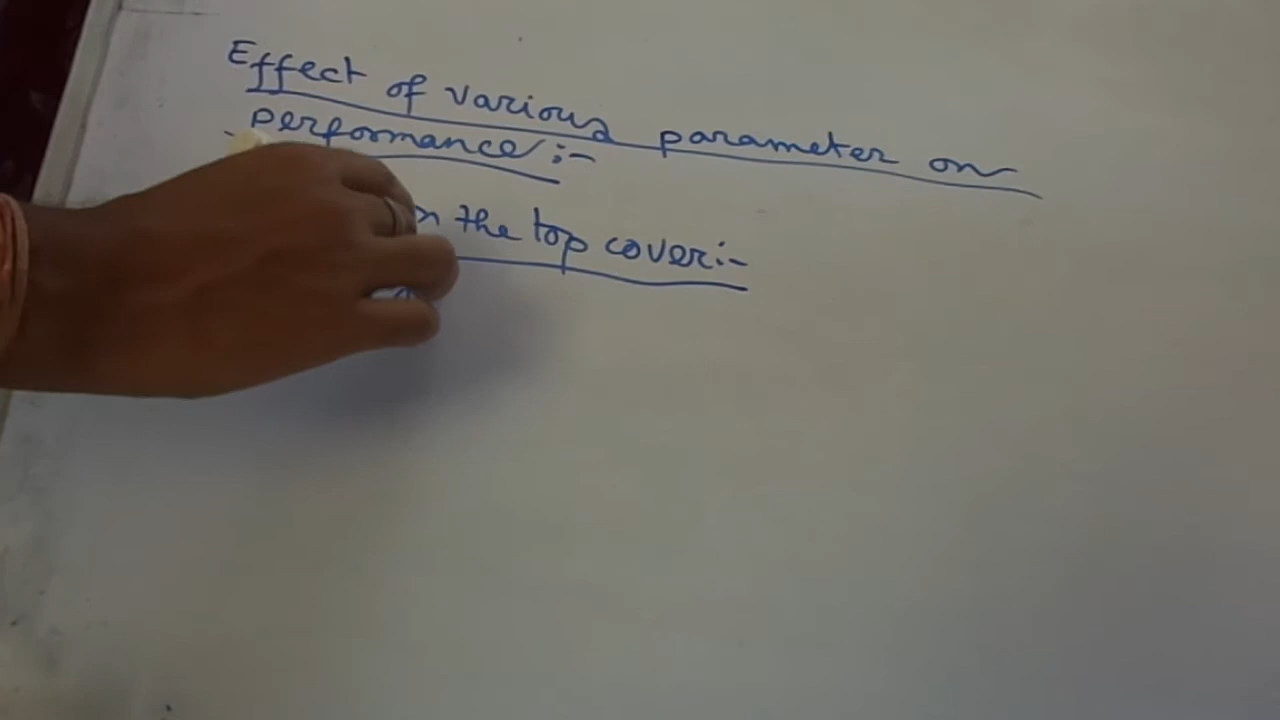 Effect of various parameter on
performance :-
the top cover:-